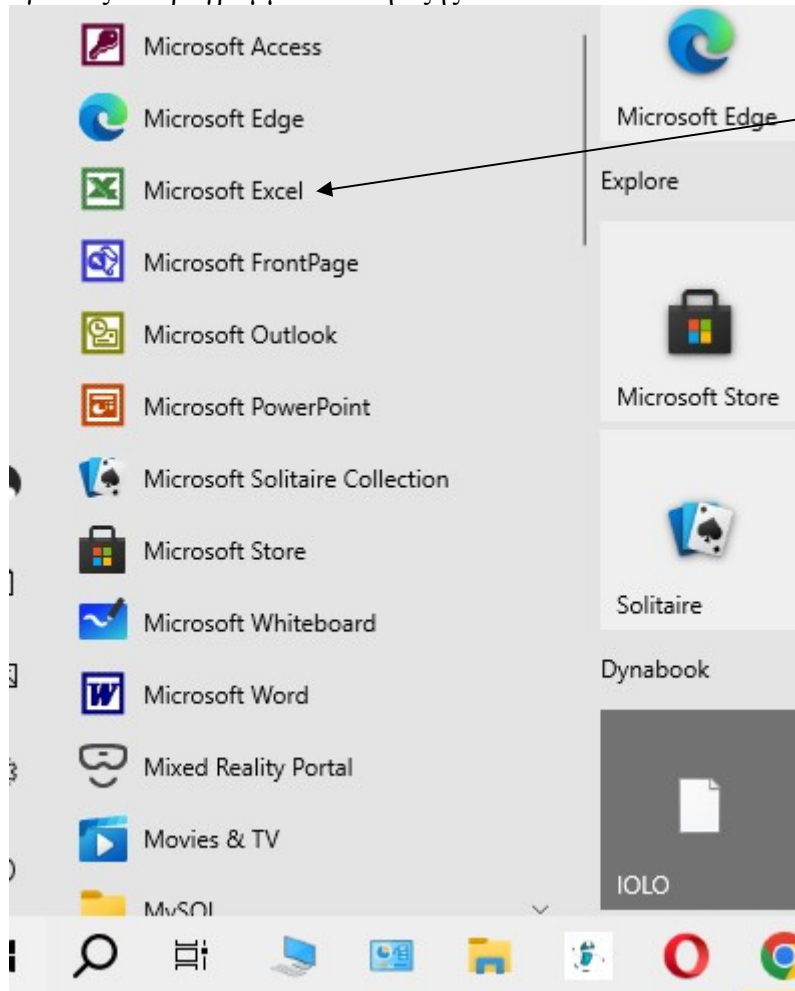 Microsoft Access
Microsoft Edge
Microsoft Excel
Microsoft FrontPage
Microsoft Outlook
Microsoft PowerPoint
Microsoft Solitaire Collection
Microsoft Store
Microsoft Whiteboard
Microsoft Word
Mixed Reality Portal
Movies & TV
MySQL
Microsoft Edge
Explore
Microsoft Store
Solitaire
Dynabook
IOLO